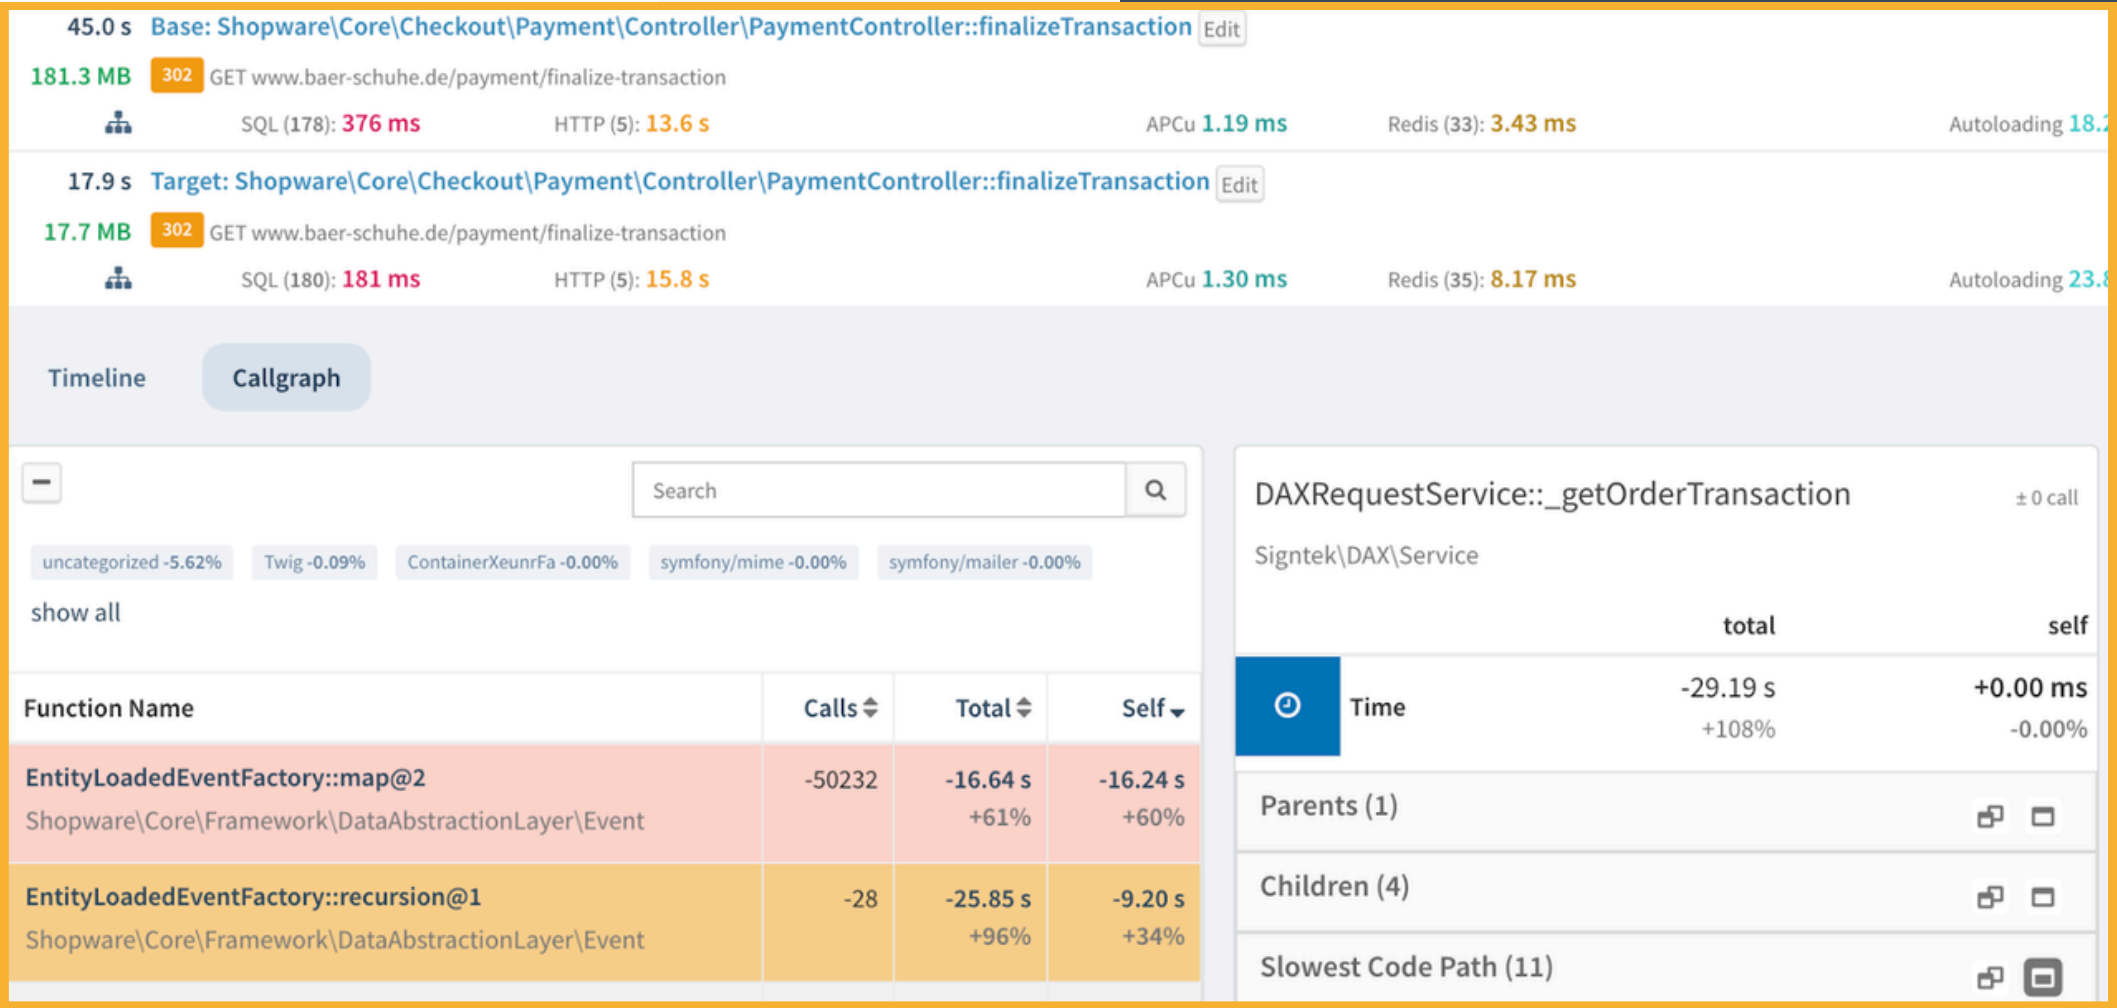 45.0 s Base: Shopware\Core\Checkout\Payment\Controller\PaymentController::finalizeTransaction Edit
181.3 MB 302 GET www.baer-schuhe.de/payment/finalize-transaction
SQL (178): 376 ms HTTP (5): 13.6 s APCu 1.19 ms Redis (33): 3.43 ms Autoloading 18.2
17.9 s Target: Shopware\Core\Checkout\Payment\Controller\PaymentController::finalizeTransaction Edit
17.7 MB 302 GET www.baer-schuhe.de/payment/finalize-transaction
SQL (180): 181 ms HTTP (5): 15.8 s APCu 1.30 ms Redis (35): 8.17 ms Autoloading 23.8
Timeline Callgraph
Search
uncategorized -5.62% Twig -0.09% ContainerXeunrFa -0.00% symfony/mime -0.00% symfony/mailer -0.00%
show all
Function Name Calls Total Self
EntityLoadedEventFactory::map@2 -50232 -16.64 s -16.24 s
Shopware\Core\Framework\DataAbstractionLayer\Event +61% +60%
EntityLoadedEventFactory::recursion@1 -28 -25.85 s -9.20 s
Shopware\Core\Framework\DataAbstractionLayer\Event +96% +34%
DAXRequestService::_getOrderTransaction ± 0 call
Signtek\DAX\Service
total self
Time -29.19 s +0.00 ms
+108% -0.00%
Parents (1)
Children (4)
Slowest Code Path (11)